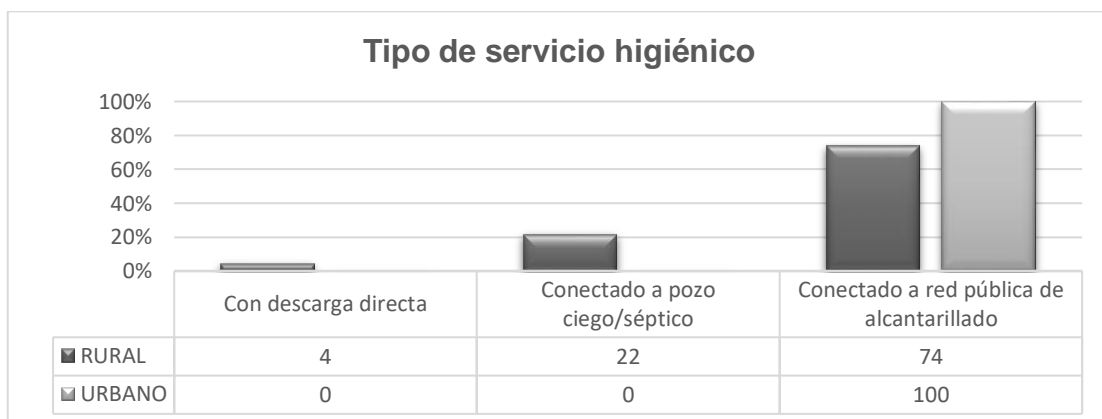 Tipo de servicio higiénico
100%
80%
60%
40%
20%
0%
Con descarga directa
Conectado a pozo
ciego/séptico
Conectado a red pública de
alcantarillado
RURAL 4 22 74
URBANO 0 0 100